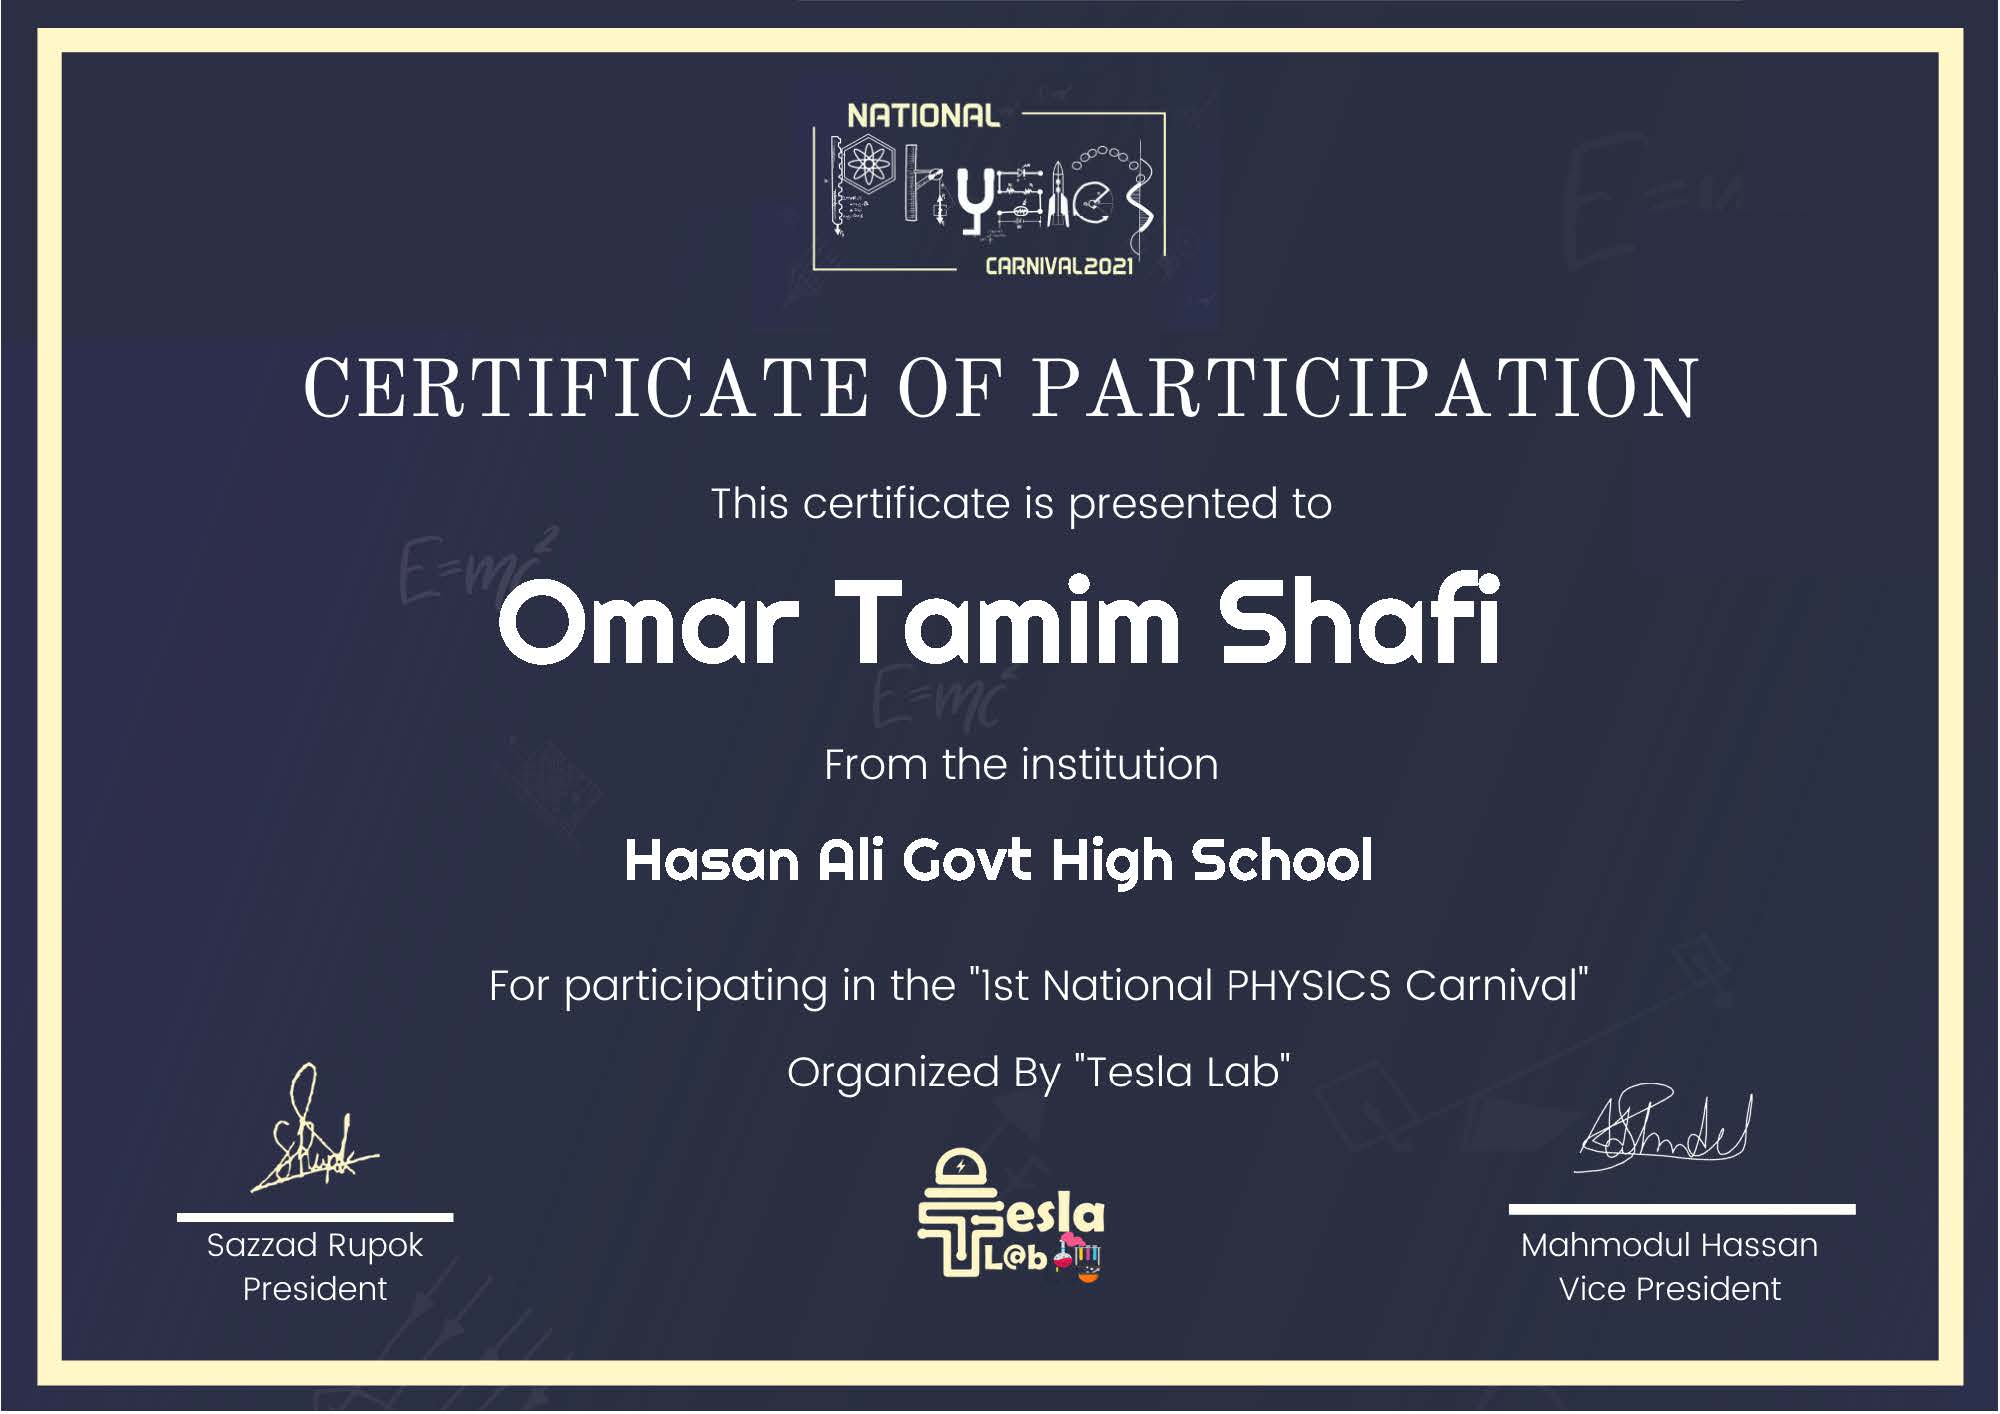 NATIONAL
Physics
CARNIVAL2021
CERTIFICATE OF PARTICIPATION
This certificate is presented to
E=mc²
Omar Tamim Shafi
E=mc²
From the institution
Hasan Ali Govt High School
For participating in the "1st National PHYSICS Carnival"
Organized By "Tesla Lab"
Tesla
L@b
Sazzad Rupok
President
Mahmodul Hassan
Vice President